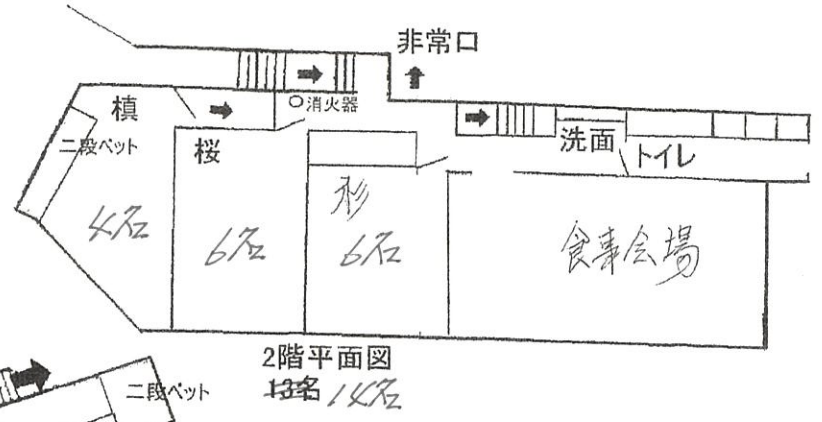 非常口
槙
二段ペット
消火器
桜
洗面
トイレ
杉
4名
6名
6名
食事会場
2階平面図
13名 14名
二段ペット